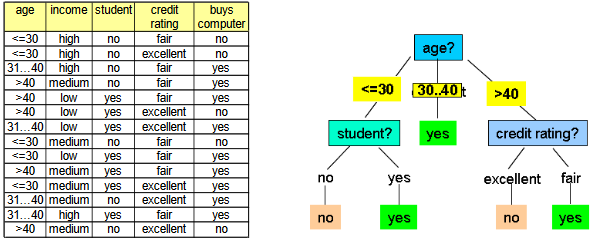 age income student credit rating buys computer
<=30 high no fair no
<=30 high no excellent no
31…40 high no fair yes
>40 medium no fair yes
>40 low yes fair yes
>40 low yes excellent no
31…40 low yes excellent yes
<=30 medium no fair no
<=30 low yes fair yes
>40 medium yes fair yes
<=30 medium yes excellent yes
31…40 medium no excellent yes
31…40 high yes fair yes
>40 medium no excellent no
age?
<=30 30..40 >40
student? yes credit rating?
no yes excellent fair
no yes no yes